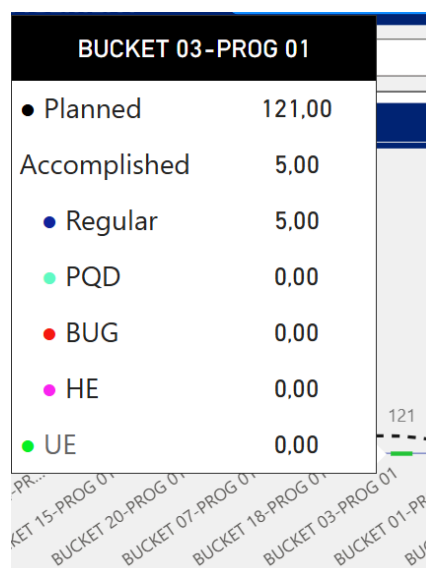 BUCKET 03-PROG 01
Planned 121,00
Accomplished 5,00
Regular 5,00
PQD 0,00
BUG 0,00
HE 0,00
UE 0,00
121
15-PROG 01
BUCKET 20-PROG 01
BUCKET 07-PROG 01
BUCKET 18-PROG 01
BUCKET 03-PROG 01
BUCKET 01-PR